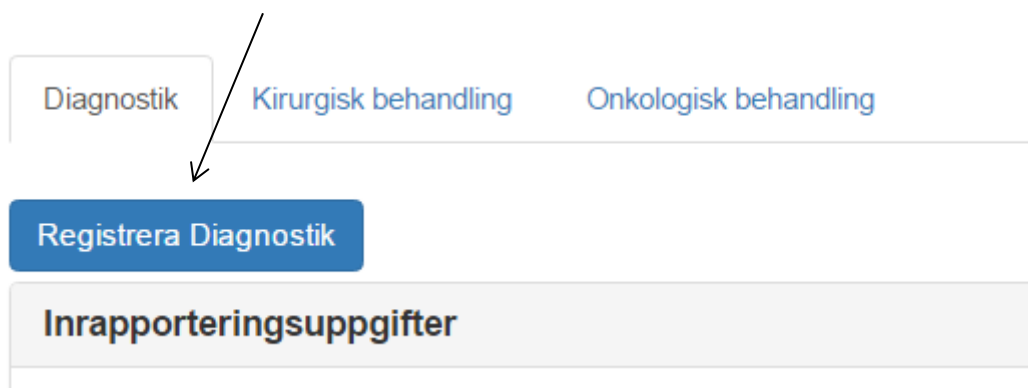 Diagnostik Kirurgisk behandling Onkologisk behandling
Registrera Diagnostik
Inrapporteringsuppgifter